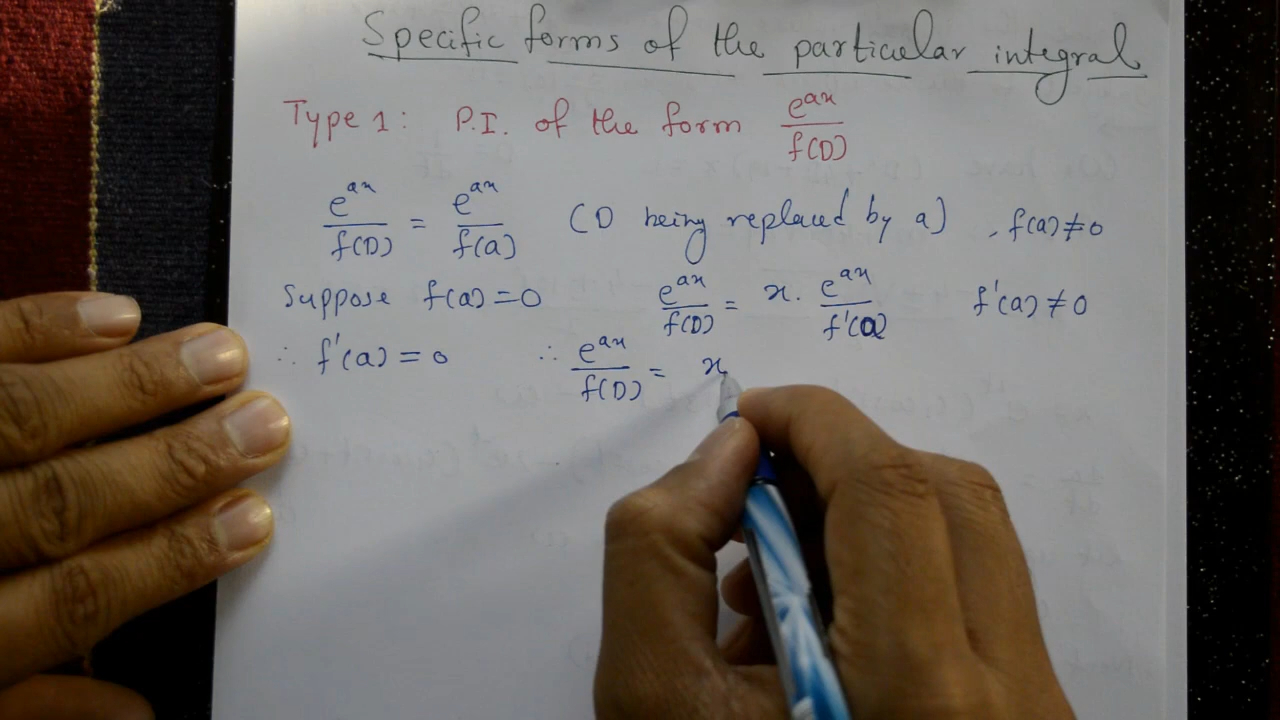 Specific forms of the particular integral
Type 1: P.I. of the form e^{ax}/f(D)
e^{ax}/f(D) = e^{ax}/f(a) (D being replaced by a), f(a)≠0
Suppose f(a)=0 e^{ax}/f(D) = x. e^{ax}/f'(a) f'(a)≠0
∴ f'(a)=0 ∴ e^{ax}/f(D) = x